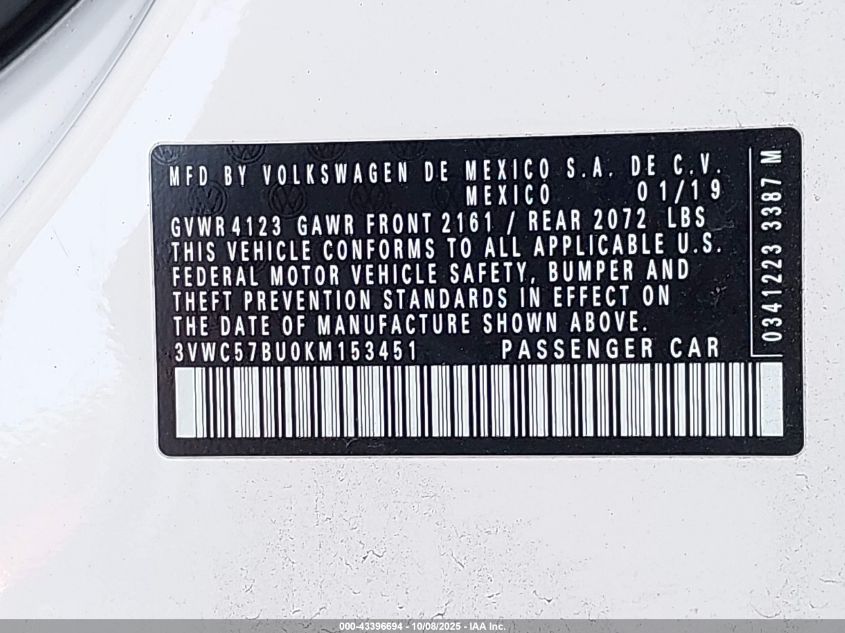 MFD BY VOLKSWAGEN DE MEXICO S.A. DE C.V.
MEXICO 01/19
GVWR 4123 GAWR FRONT 2161 / REAR 2072 LBS
THIS VEHICLE CONFORMS TO ALL APPLICABLE U.S.
FEDERAL MOTOR VEHICLE SAFETY, BUMPER AND
THEFT PREVENTION STANDARDS IN EFFECT ON
THE DATE OF MANUFACTURE SHOWN ABOVE.
3VWC57BU0KM153451 PASSENGER CAR
0341223 3387 M
000-43396694 - 10/08/2025 - IAA Inc.